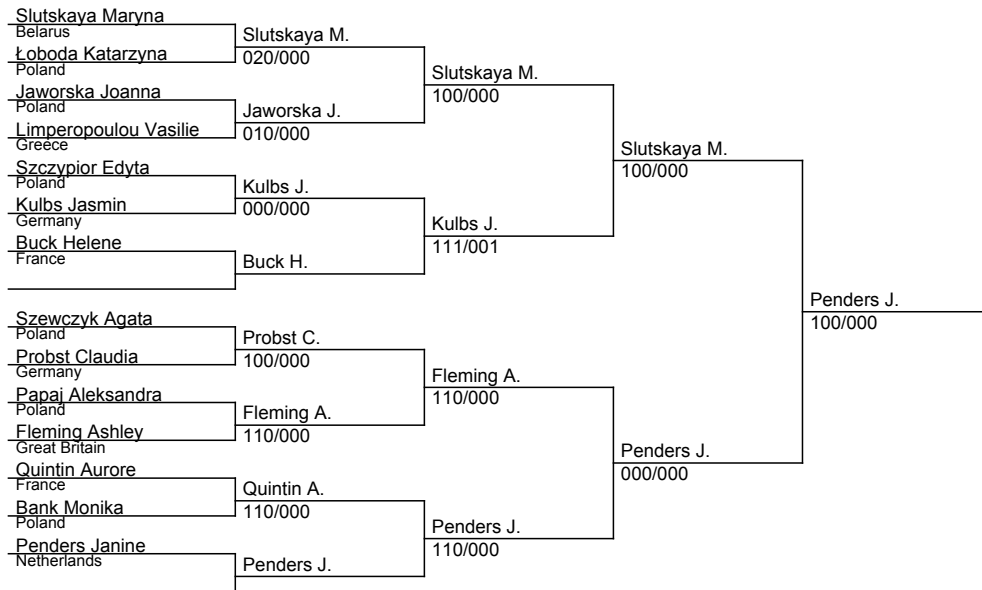 Slutskaya Maryna
Belarus
Łoboda Katarzyna
Poland
Jaworska Joanna
Poland
Limperopoulou Vasilie
Greece
Szczypior Edyta
Poland
Kulbs Jasmin
Germany
Buck Helene
France
Szewczyk Agata
Poland
Probst Claudia
Germany
Papaj Aleksandra
Poland
Fleming Ashley
Great Britain
Quintin Aurore
France
Bank Monika
Poland
Penders Janine
Netherlands
Slutskaya M.
020/000
Jaworska J.
010/000
Kulbs J.
000/000
Buck H.
Probst C.
100/000
Fleming A.
110/000
Quintin A.
110/000
Penders J.
Slutskaya M.
100/000
Kulbs J.
111/001
Fleming A.
110/000
Penders J.
110/000
Slutskaya M.
100/000
Penders J.
000/000
Penders J.
100/000